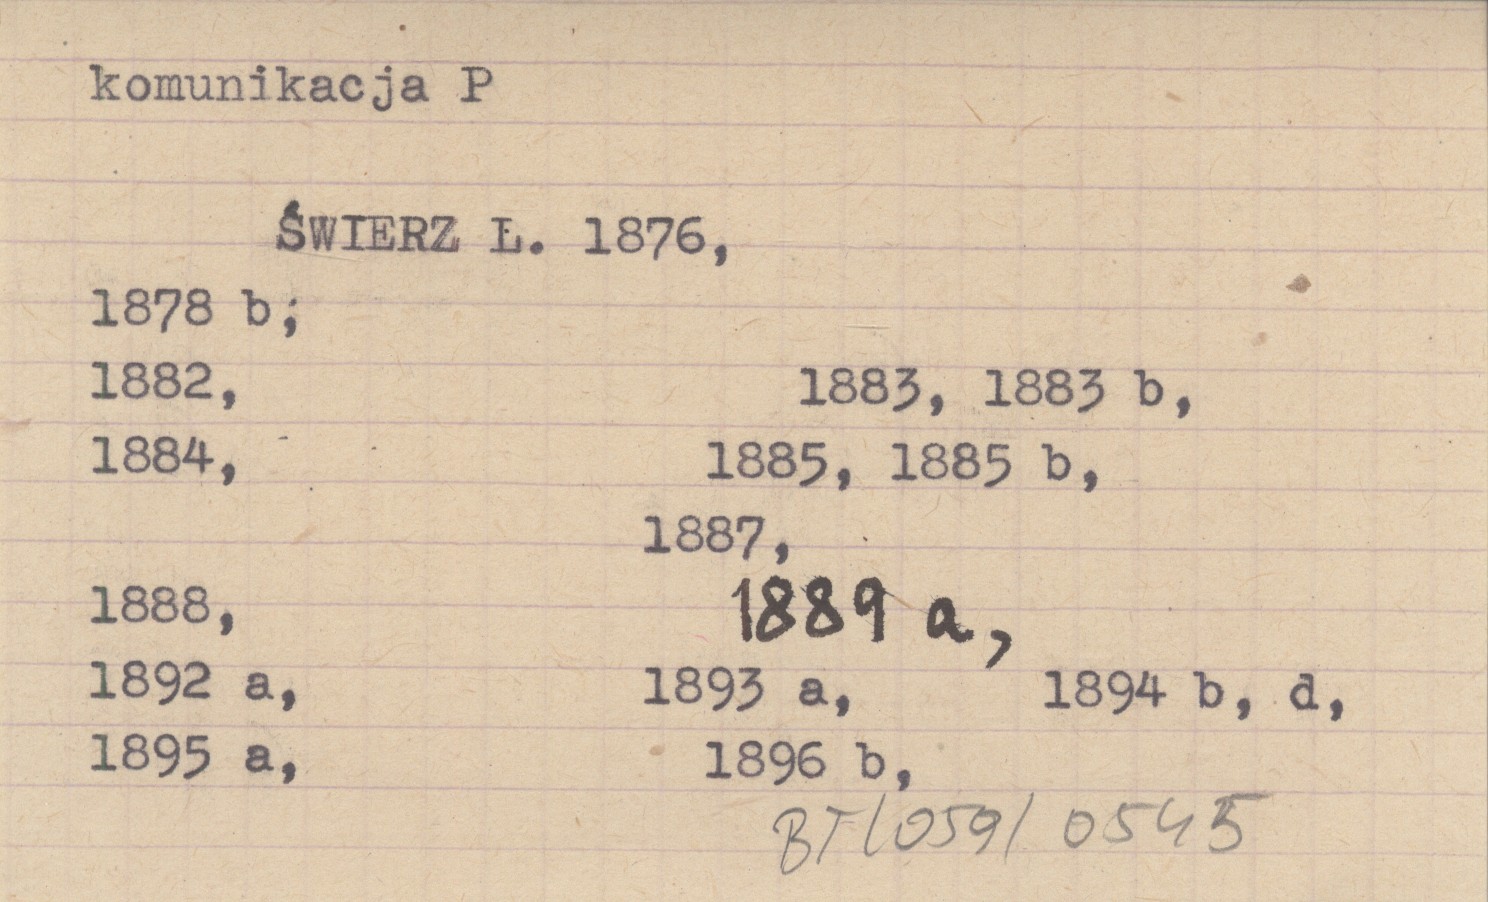 komunikacja P
ŚWIERZ L. 1876,
1878 b;
1882, 1883, 1883 b,
1884, 1885, 1885 b,
1887,
1888, 1889 a,
1892 a, 1893 a, 1894 b, d,
1895 a, 1896 b,
BT/059/0545